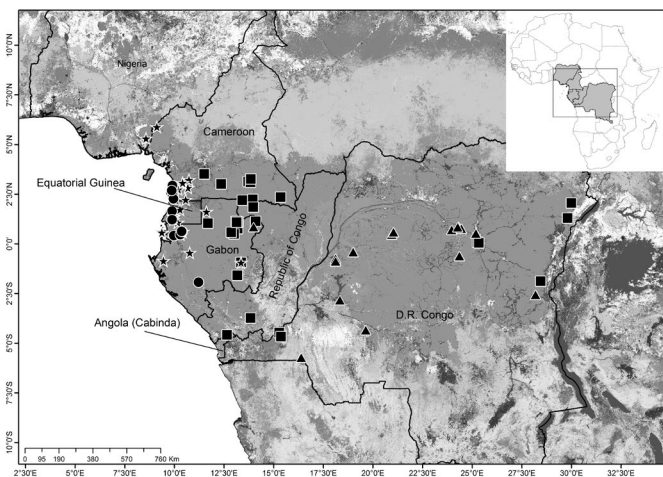 10°0'N
7°30'N
5°0'N
2°30'N
0°0'
2°30'S
5°0'S
7°30'S
10°0'S
Nigeria
Cameroon
Equatorial Guinea
Gabon
Republic of Congo
D.R. Congo
Angola (Cabinda)
0 95 190 380 570 760 Km
2°30'E 5°0'E 7°30'E 10°0'E 12°30'E 15°0'E 17°30'E 20°0'E 22°30'E 25°0'E 27°30'E 30°0'E 32°30'E